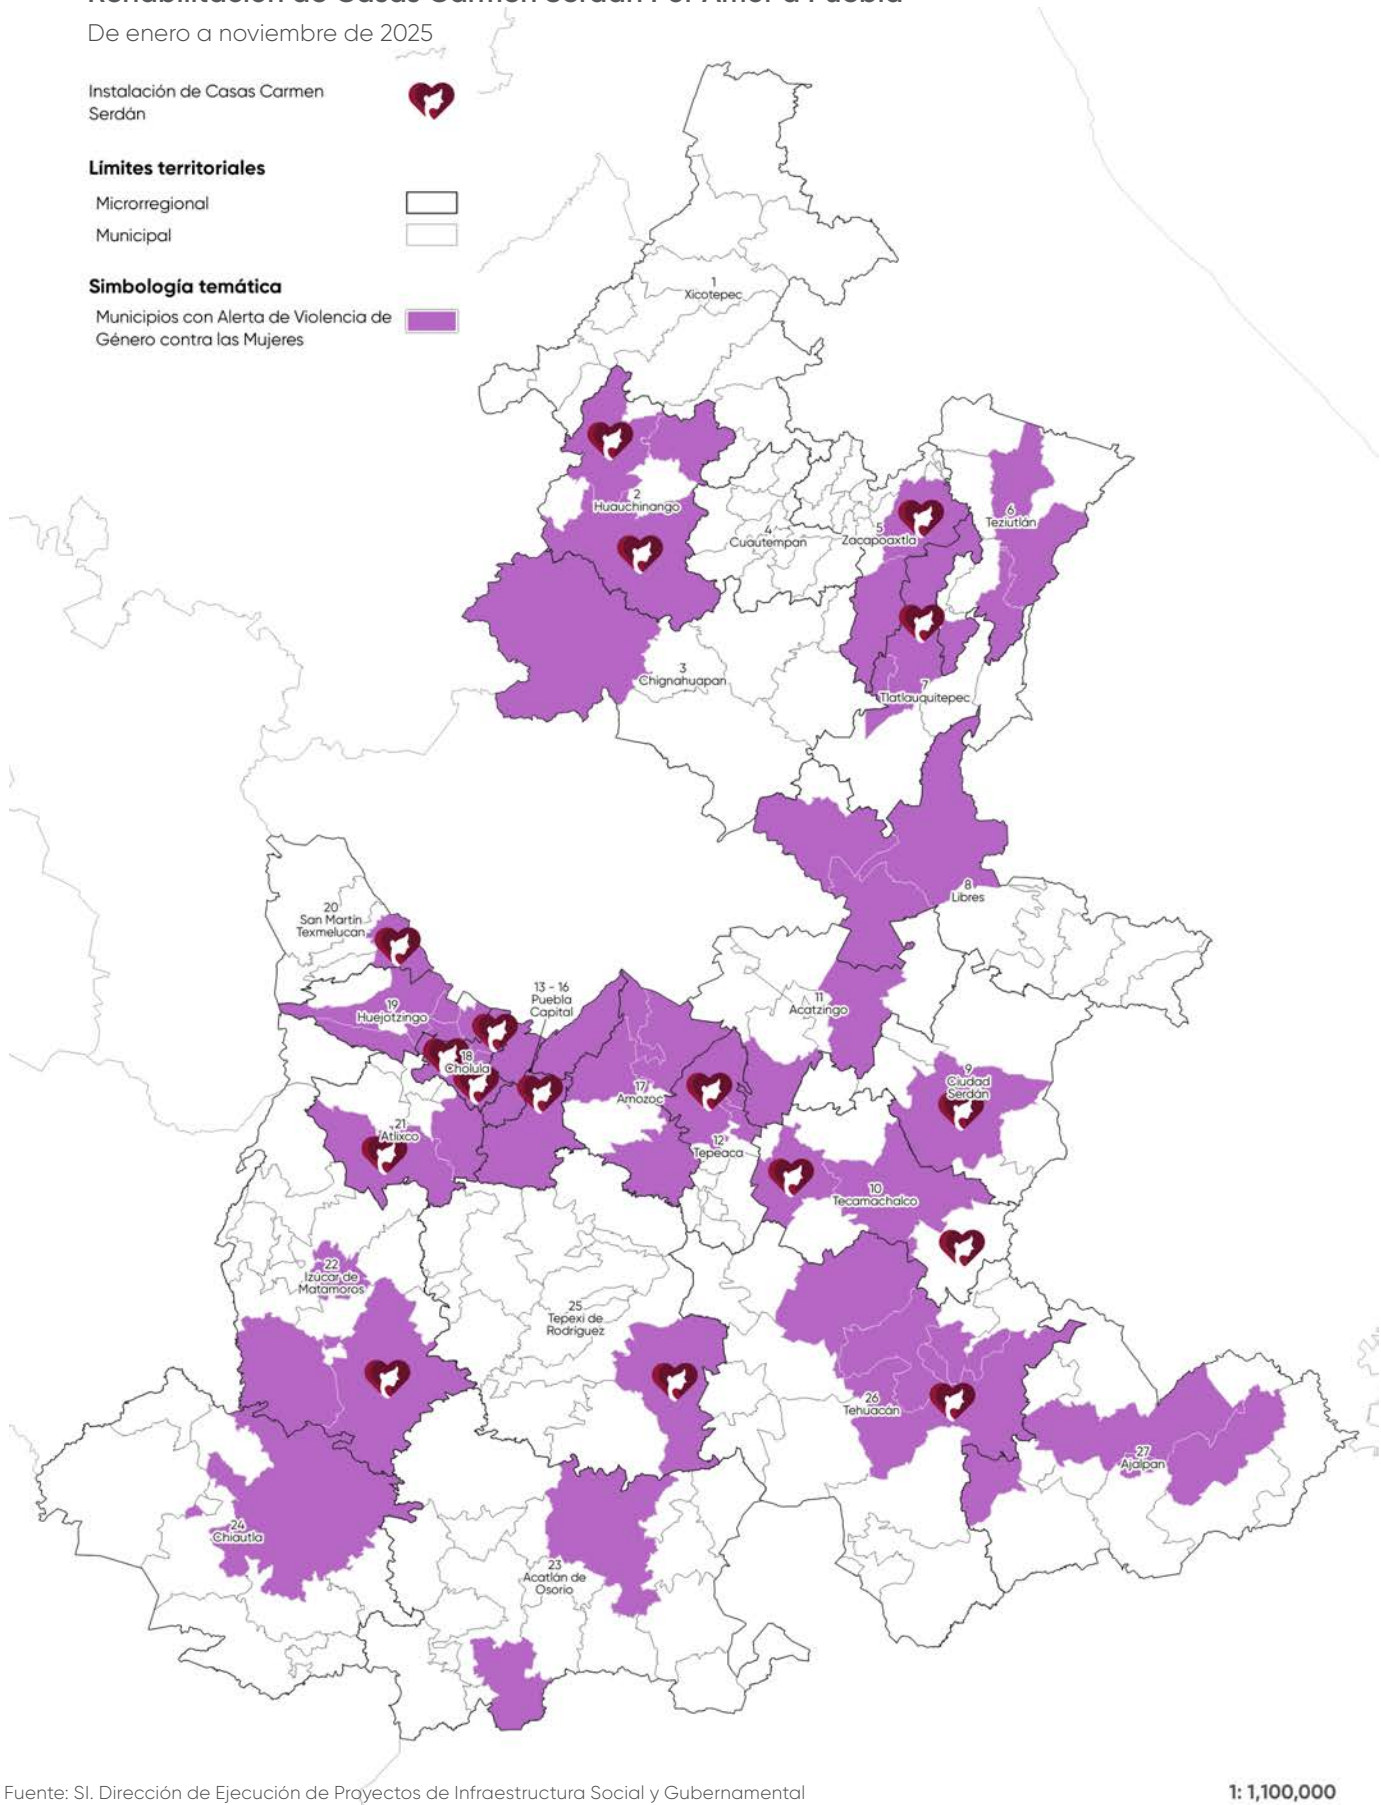 De enero a noviembre de 2025
Instalación de Casas Carmen
Serdán
Límites territoriales
Microrregional
Municipal
Simbología temática
Municipios con Alerta de Violencia de
Género contra las Mujeres
1
Xicotepec
2
Huauchinango
3
Chignahuapan
4
Cuautempan
5
Zacapoaxtla
6
Teziutlán
7
Tlatlauquitepec
8
Libres
20
San Martín
Texmelucan
13 - 16
Puebla
Capital
11
Acatzingo
19
Huejotzingo
18
Cholula
9
Ciudad
Serdán
17
Amozoc
21
Atlixco
12
Tepeaca
10
Tecamachalco
22
Izúcar de
Matamoros
25
Tepexi de
Rodríguez
26
Tehuacán
27
Ajalpan
24
Chiautla
23
Acatlán de
Osorio
Fuente: SI. Dirección de Ejecución de Proyectos de Infraestructura Social y Gubernamental
1: 1,100,000